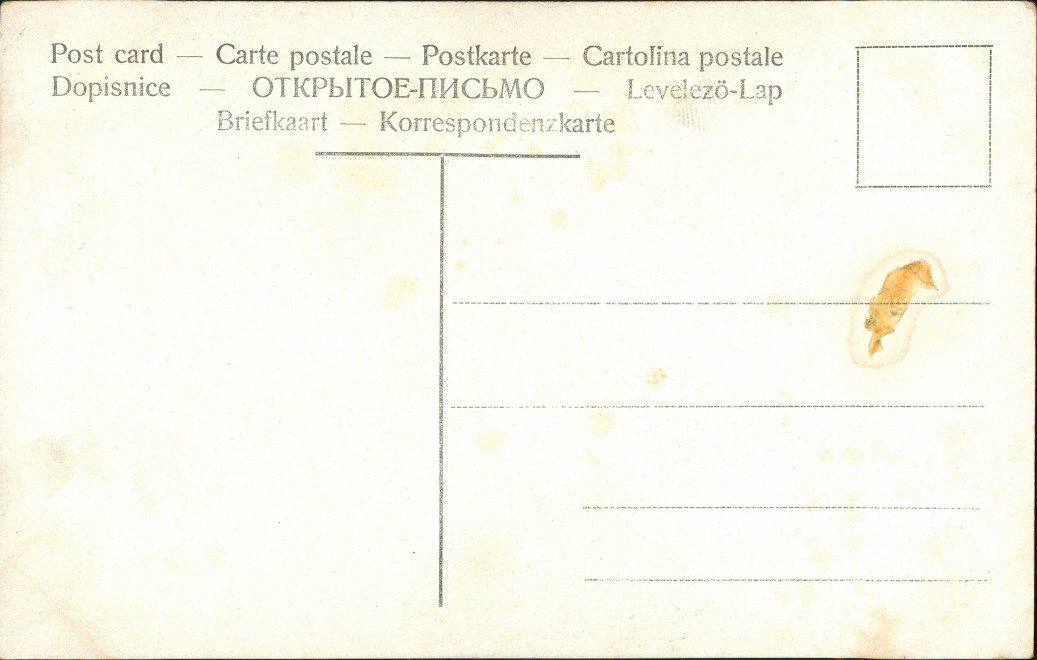 Post card — Carte postale — Postkarte — Cartolina postale
Dopisnice — ОТКРЫТОЕ-ПИСЬМО — Levelezö-Lap
Briefkaart — Korrespondenzkarte